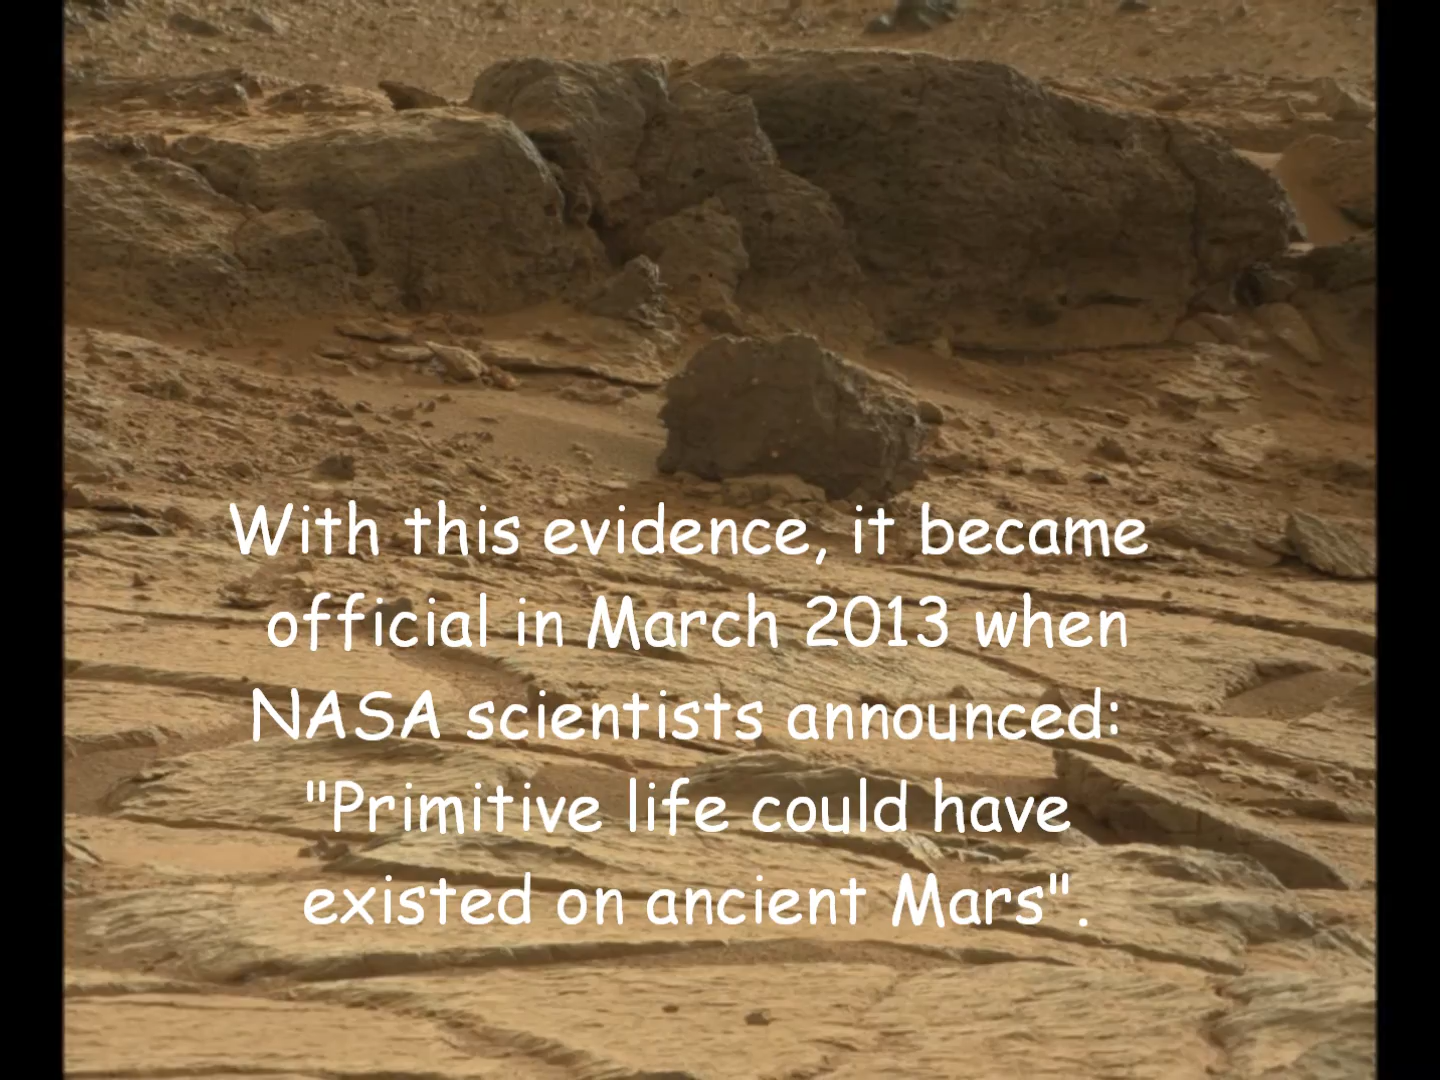 With this evidence, it became
official in March 2013 when
NASA scientists announced:
"Primitive life could have
existed on ancient Mars".